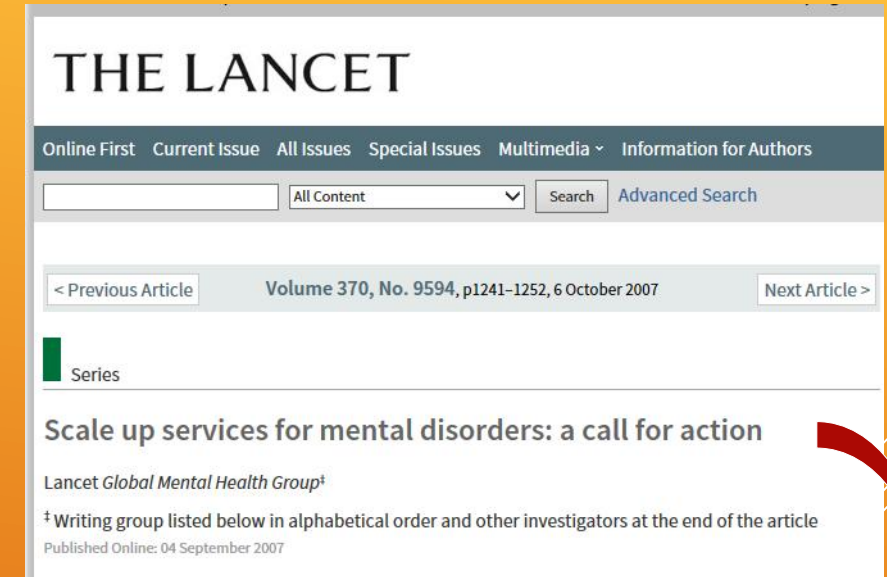 THE LANCET
Online First Current Issue All Issues Special Issues Multimedia Information for Authors
All Content Search Advanced Search
< Previous Article Volume 370, No. 9594, p1241–1252, 6 October 2007 Next Article >
Series
Scale up services for mental disorders: a call for action
Lancet Global Mental Health Group‡
‡ Writing group listed below in alphabetical order and other investigators at the end of the article
Published Online: 04 September 2007